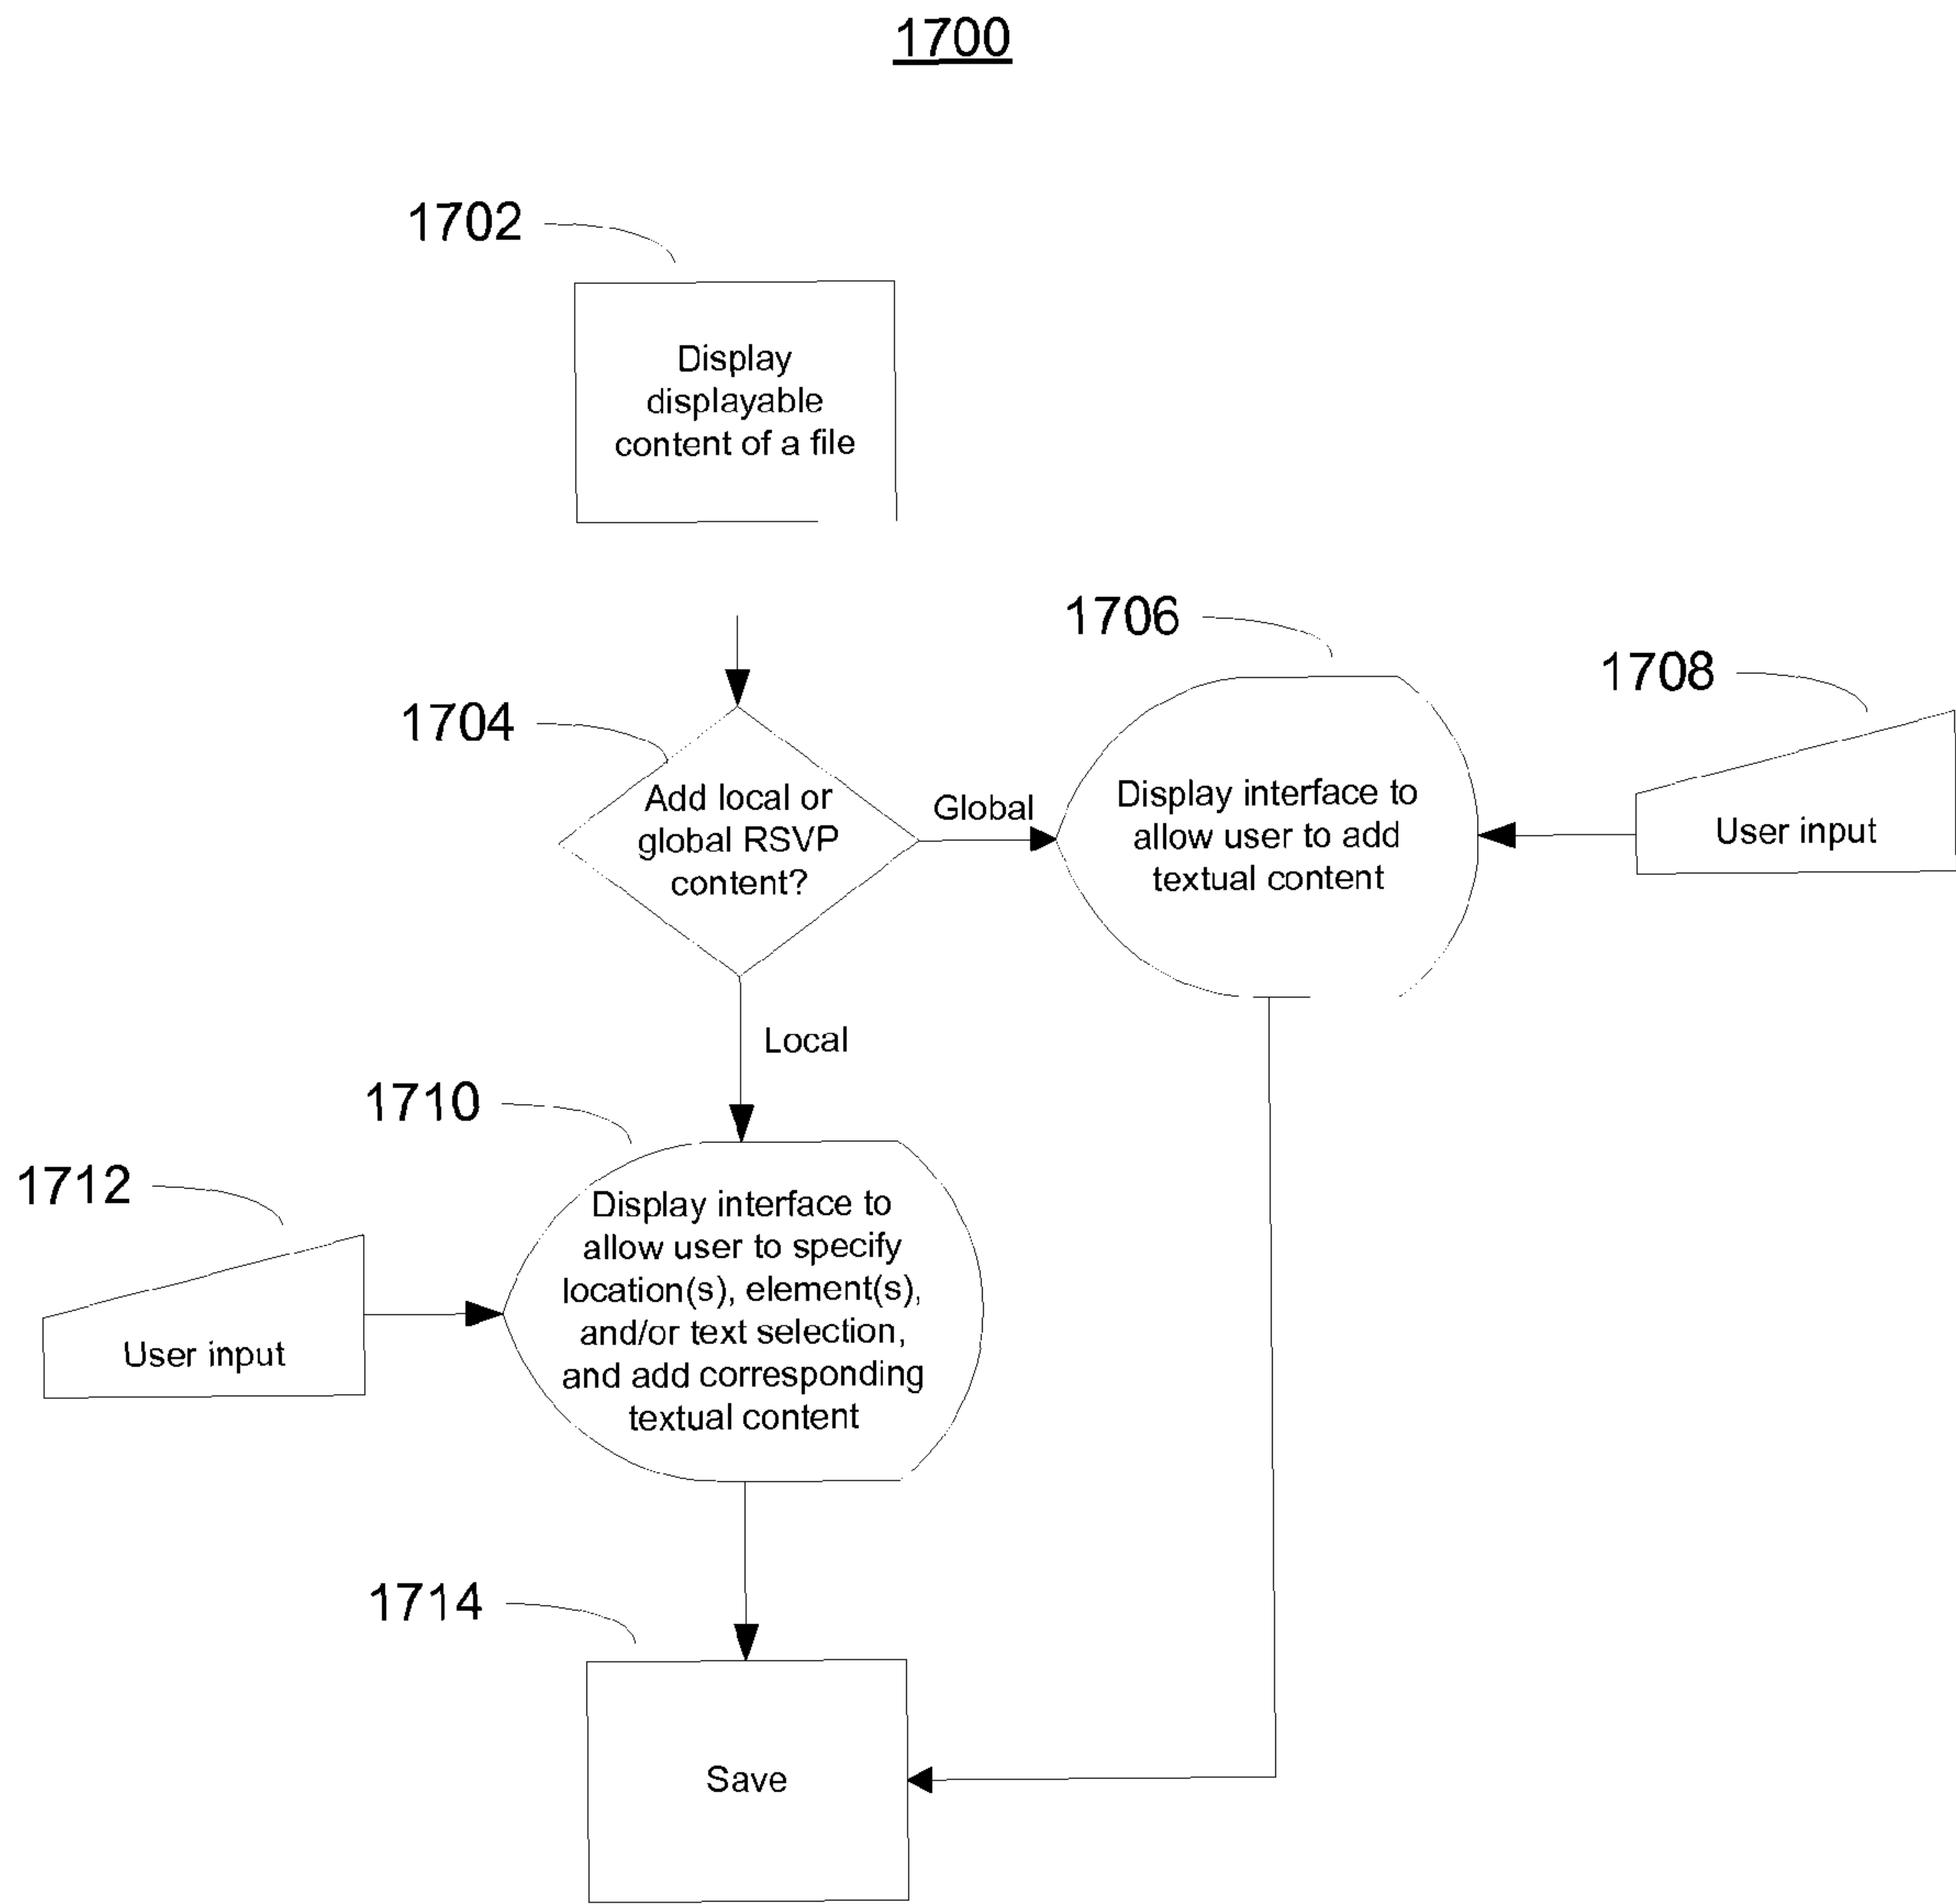 1700
1702
Display
displayable
content of a file
1704
Add local or
global RSVP
content?
Global
1706
Display interface to
allow user to add
textual content
1708
User input
Local
1710
Display interface to
allow user to specify
location(s), element(s),
and/or text selection,
and add corresponding
textual content
1712
User input
1714
Save